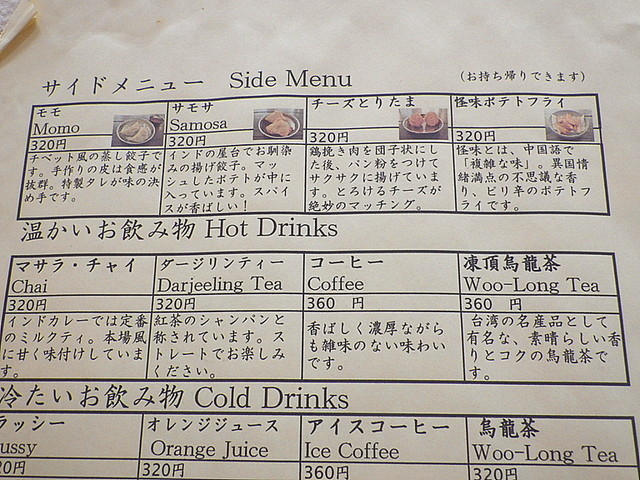 サイドメニュー Side Menu (お持ち帰りできます)
モモ
Momo
320円
チベット風の蒸し餃子です。手作りの皮は食感が抜群。特製タレが味の決め手です。
サモサ
Samosa
320円
インドの屋台でお馴染みの揚げ餃子。マッシュしたポテトが中に入っています。スパイスが香ばしい!
チーズとりたま
320円
鶏挽き肉を団子状にした後、パン粉をつけてサクサクに揚げています。とろけるチーズが絶妙のマッチング。
怪味ポテトフライ
320円
怪味とは、中国語で「複雑な味」。異国情緒満点の不思議な香り、ピリ辛のポテトフライです。
温かいお飲み物 Hot Drinks
マサラ・チャイ
Chai
320円
インドカレーでは定番のミルクティ。本場風に甘く味付けしています。
ダージリンティー
Darjeeling Tea
320円
紅茶のシャンパンと称されています。ストレートでお楽しみください。
コーヒー
Coffee
360 円
香ばしく濃厚ながらも雑味のない味わいです。
凍頂烏龍茶
Woo-Long Tea
360 円
台湾の名産品として有名な、素晴らしい香りとコクの烏龍茶です。
冷たいお飲み物 Cold Drinks
ラッシー
ussy
20円
オレンジジュース
Orange Juice
320円
アイスコーヒー
Ice Coffee
360円
烏龍茶
Woo-Long Tea
320円